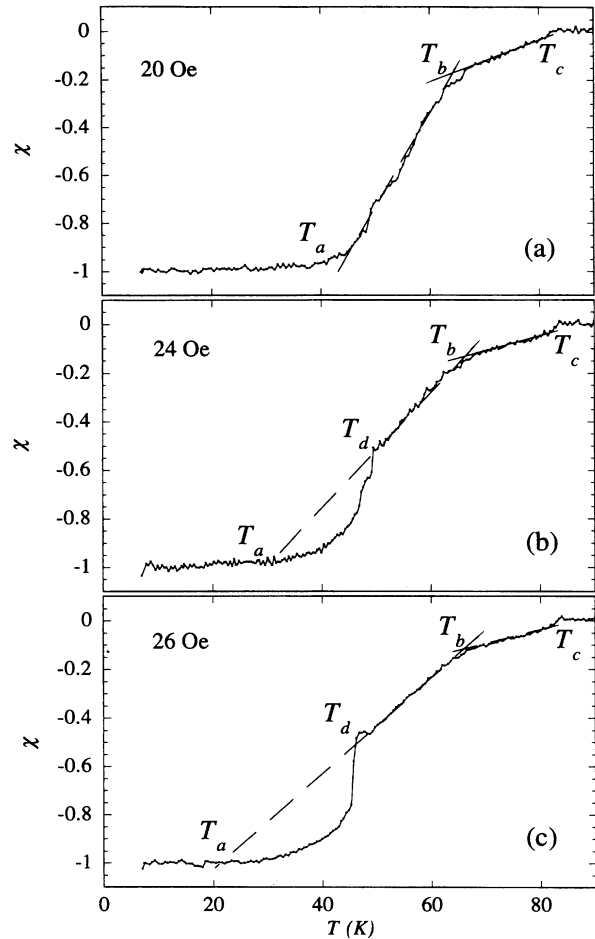 0
-0.2
-0.4
-0.6
-0.8
-1
χ
20 Oe
T_b
T_c
T_a
(a)
0
-0.2
-0.4
-0.6
-0.8
-1
χ
24 Oe
T_b
T_c
T_d
T_a
(b)
0
-0.2
-0.4
-0.6
-0.8
-1
χ
26 Oe
T_b
T_c
T_d
T_a
(c)
0 20 40 60 80
T (K)